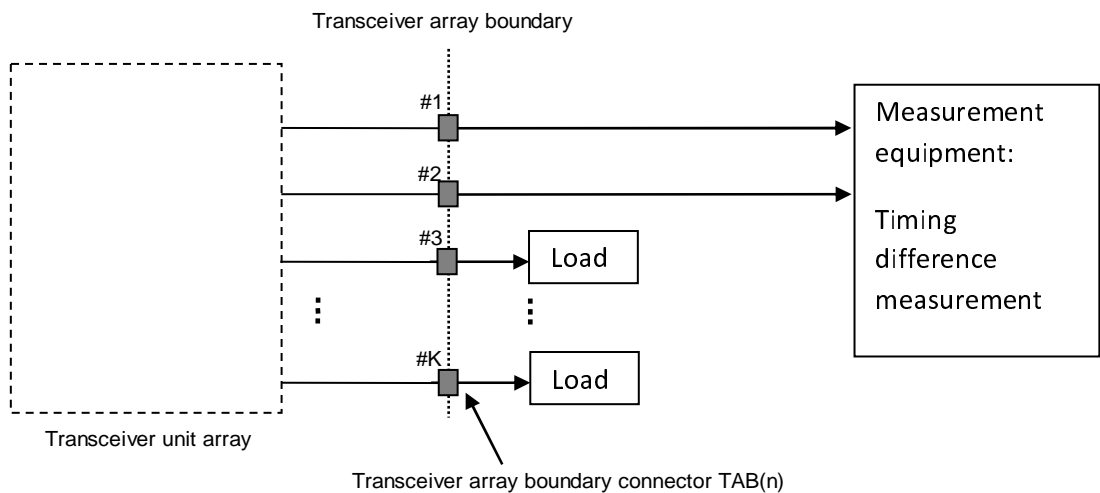 Transceiver array boundary
#1
#2
#3
#K
Load
Load
Measurement
equipment:
Timing
difference
measurement
Transceiver unit array
Transceiver array boundary connector TAB(n)